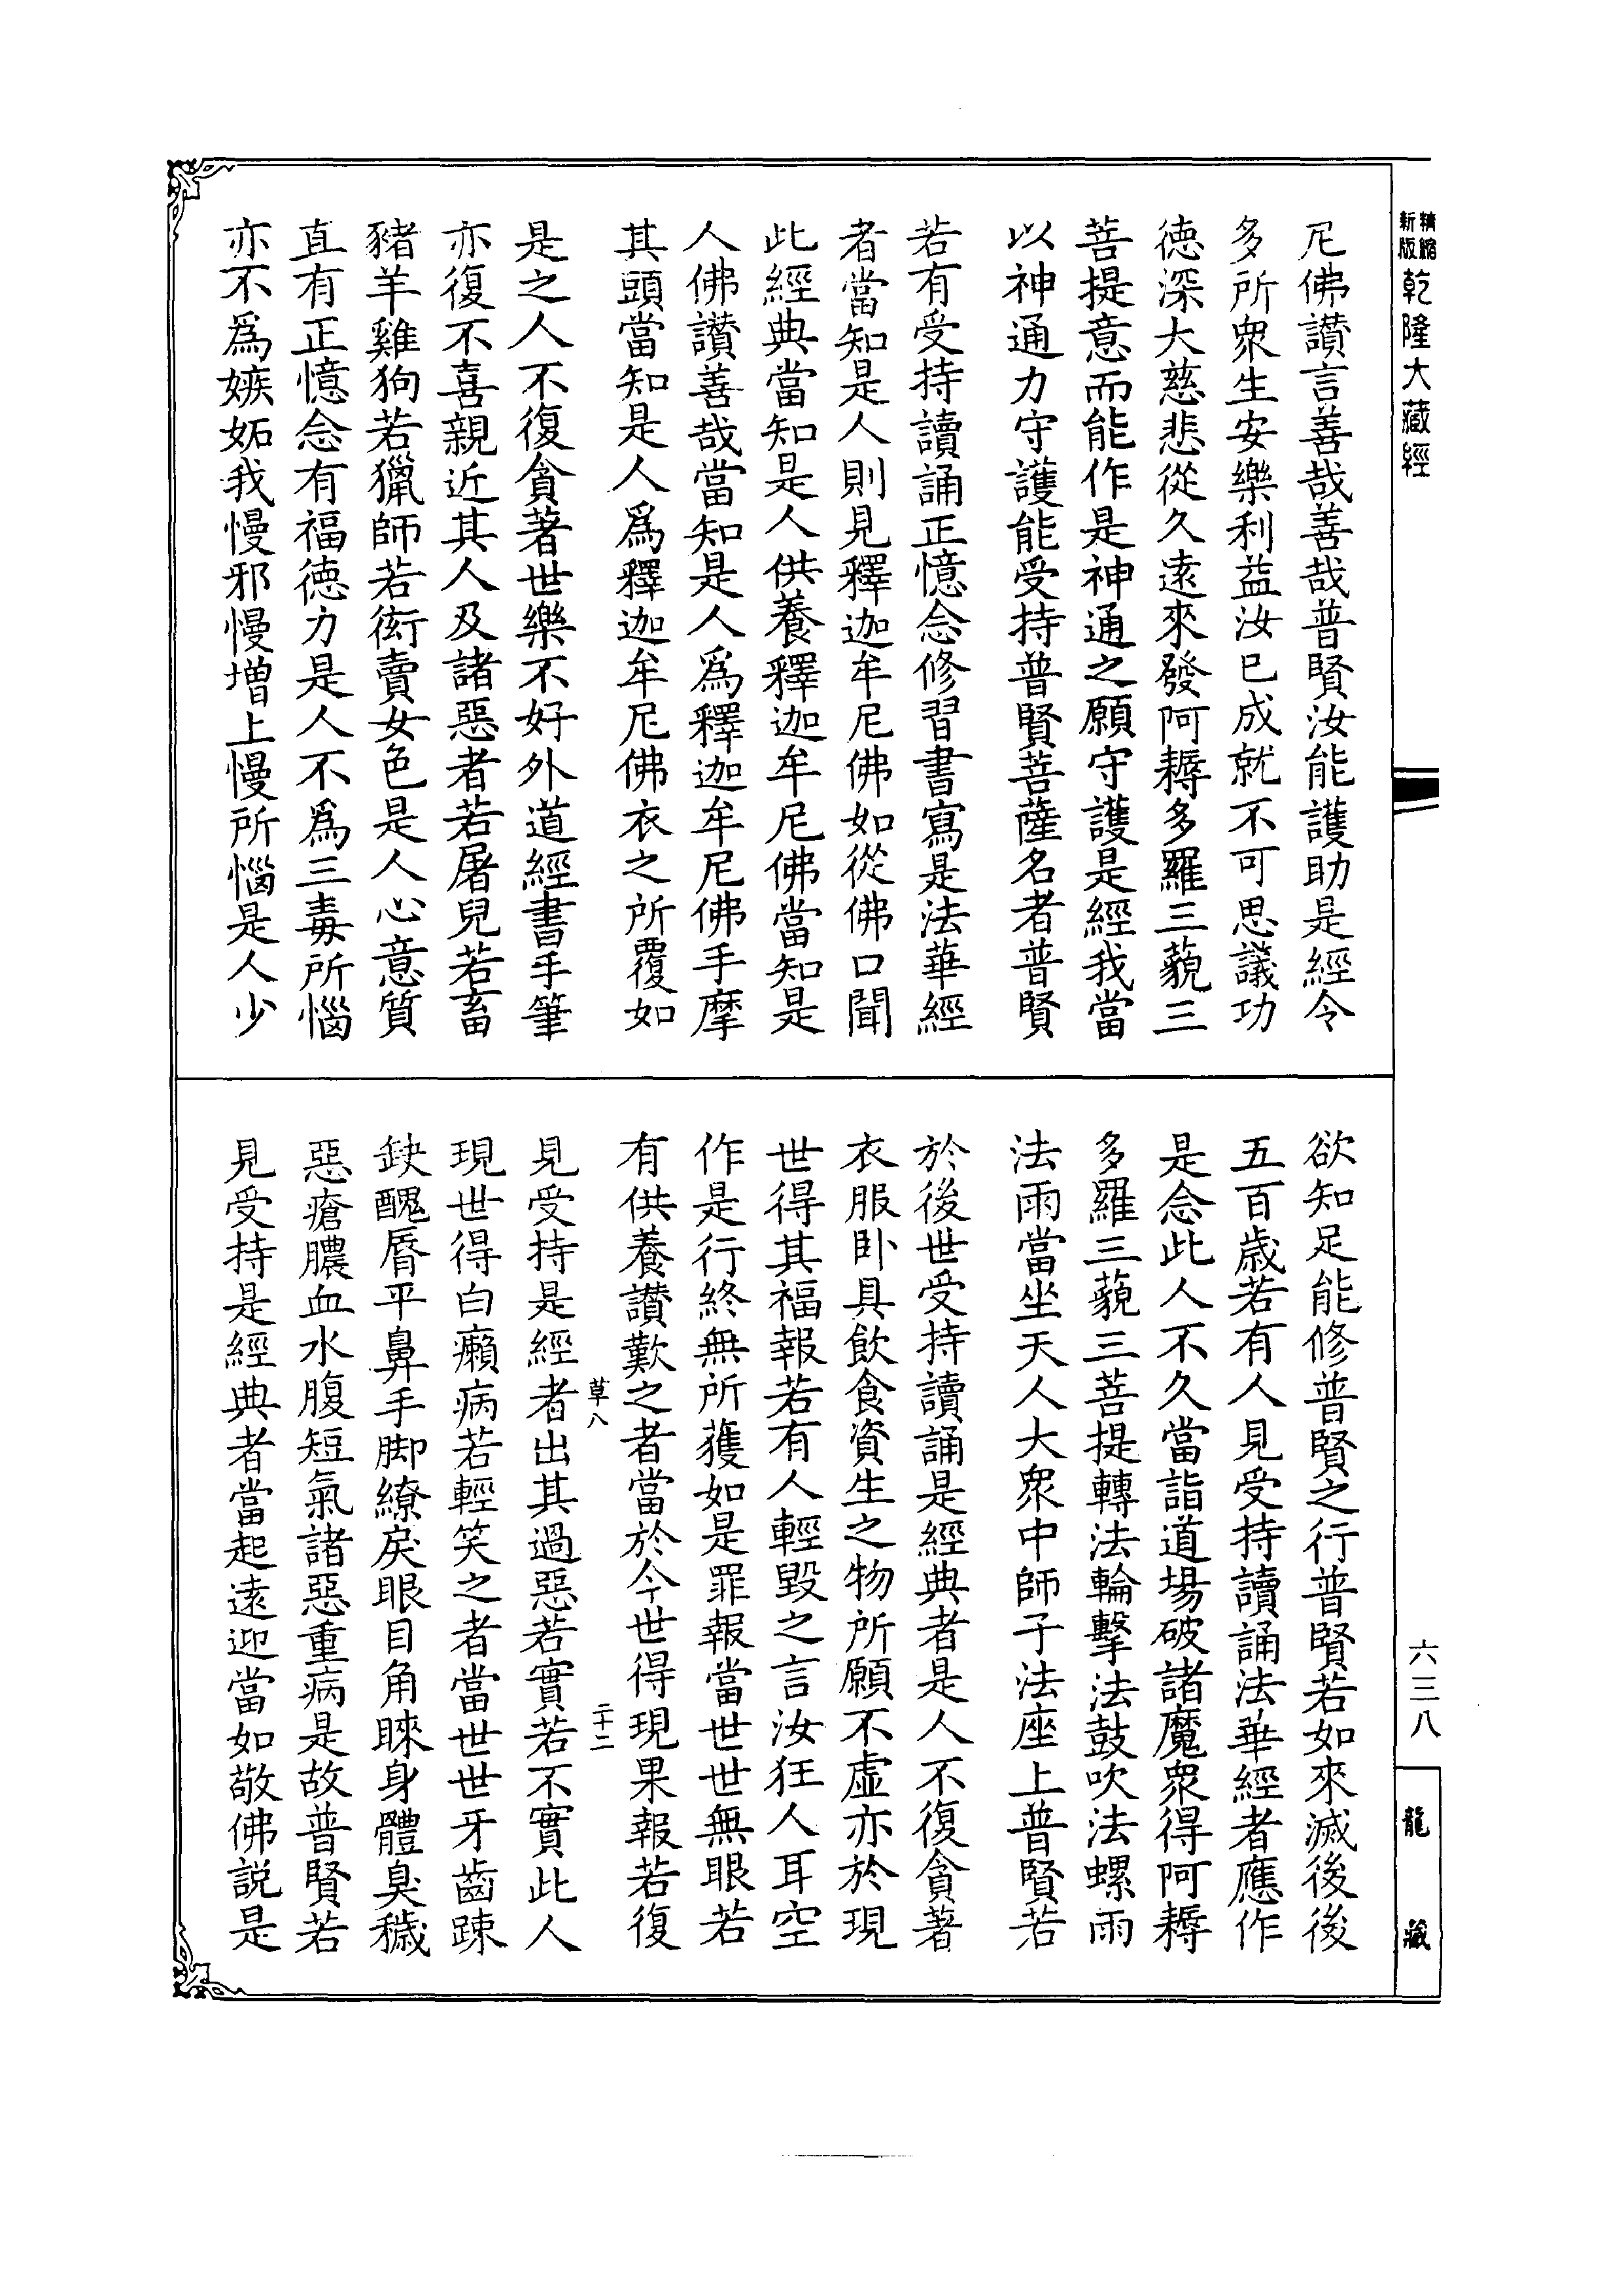 精縮
新版
乾隆大藏經
尼佛讚言善哉善哉普賢汝能護助是經令
多所衆生安樂利益汝已成就不可思議功
德深大慈悲從久遠來發阿耨多羅三藐三
菩提意而能作是神通之願守護是經我當
以神通力守護能受持普賢菩薩名者普賢
若有受持讀誦正憶念修習書寫是法華經
者當知是人則見釋迦牟尼佛如從佛口聞
此經典當知是人供養釋迦牟尼佛當知是
人佛讚善哉當知是人爲釋迦牟尼佛手摩
其頭當知是人爲釋迦牟尼佛衣之所覆如
是之人不復貪著世樂不好外道經書手筆
亦復不喜親近其人及諸惡者若屠兒若畜
豬羊雞狗若獵師若衒賣女色是人心意質
直有正憶念有福德力是人不爲三毒所惱
亦不爲嫉妬我慢邪慢增上慢所惱是人少
欲知足能修普賢之行普賢若如來滅後後
五百歲若有人見受持讀誦法華經者應作
是念此人不久當詣道場破諸魔衆得阿耨
多羅三藐三菩提轉法輪擊法鼓吹法螺雨
法雨當坐天人大衆中師子法座上普賢若
於後世受持讀誦是經典者是人不復貪著
衣服臥具飲食資生之物所願不虛亦於現
世得其福報若有人輕毀之言汝狂人耳空
作是行終無所獲如是罪報當世世無眼若
有供養讚歎之者當於今世得現果報若復
草八
二十二
見受持是經者出其過惡若實若不實此人
現世得白癩病若輕笑之者當世世牙齒踈
缺醜脣平鼻手脚繚戾眼目角睞身體臭穢
惡瘡膿血水腹短氣諸惡重病是故普賢若
見受持是經典者當起遠迎當如敬佛說是
六三八
龍藏